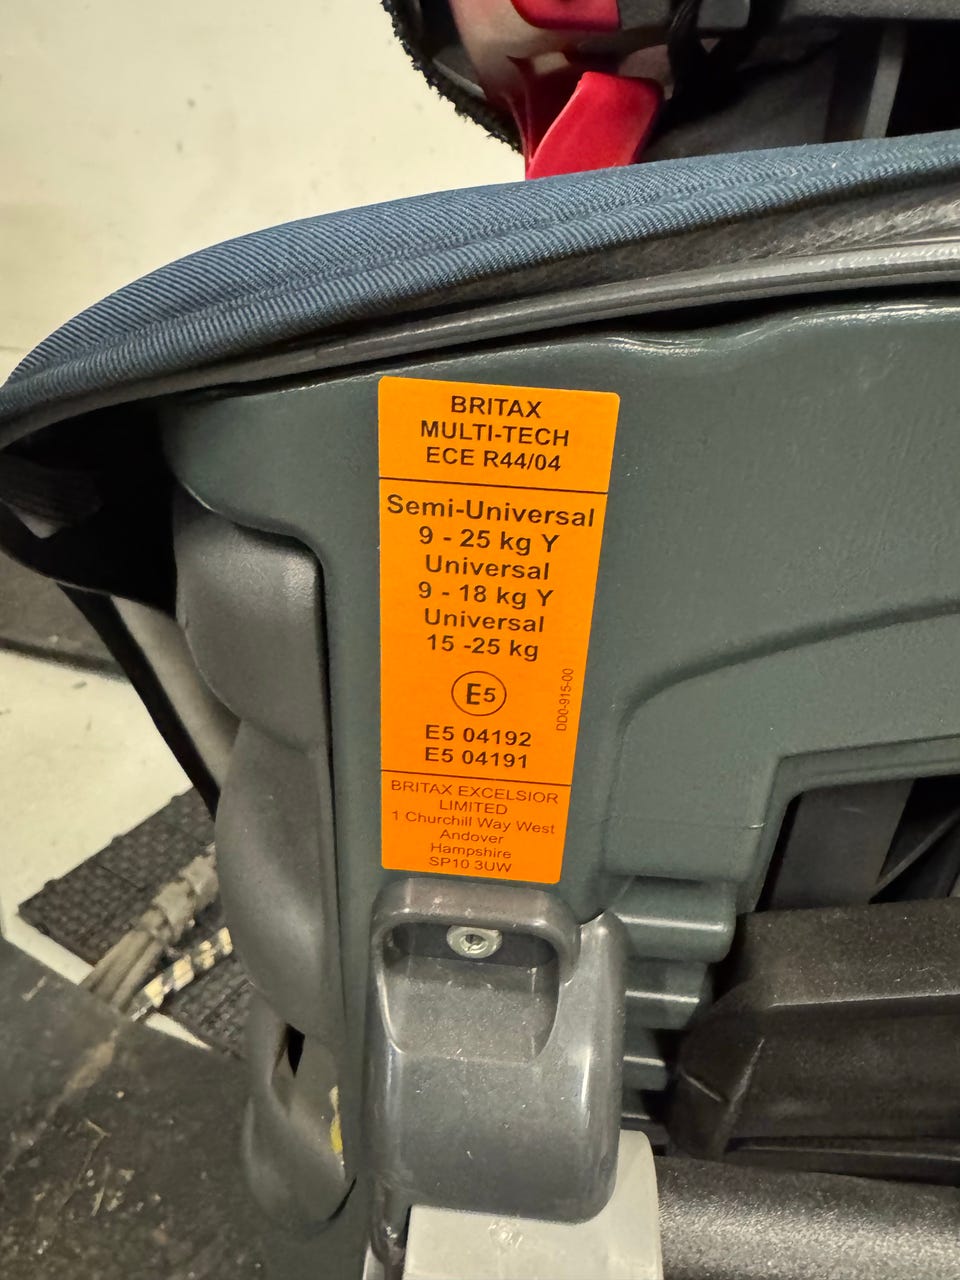 BRITAX
MULTI-TECH
ECE R44/04
Semi-Universal
9 - 25 kg Y
Universal
9 - 18 kg Y
Universal
15 -25 kg
E5
DD0-915-00
E5 04192
E5 04191
BRITAX EXCELSIOR
LIMITED
1 Churchill Way West
Andover
Hampshire
SP10 3UW